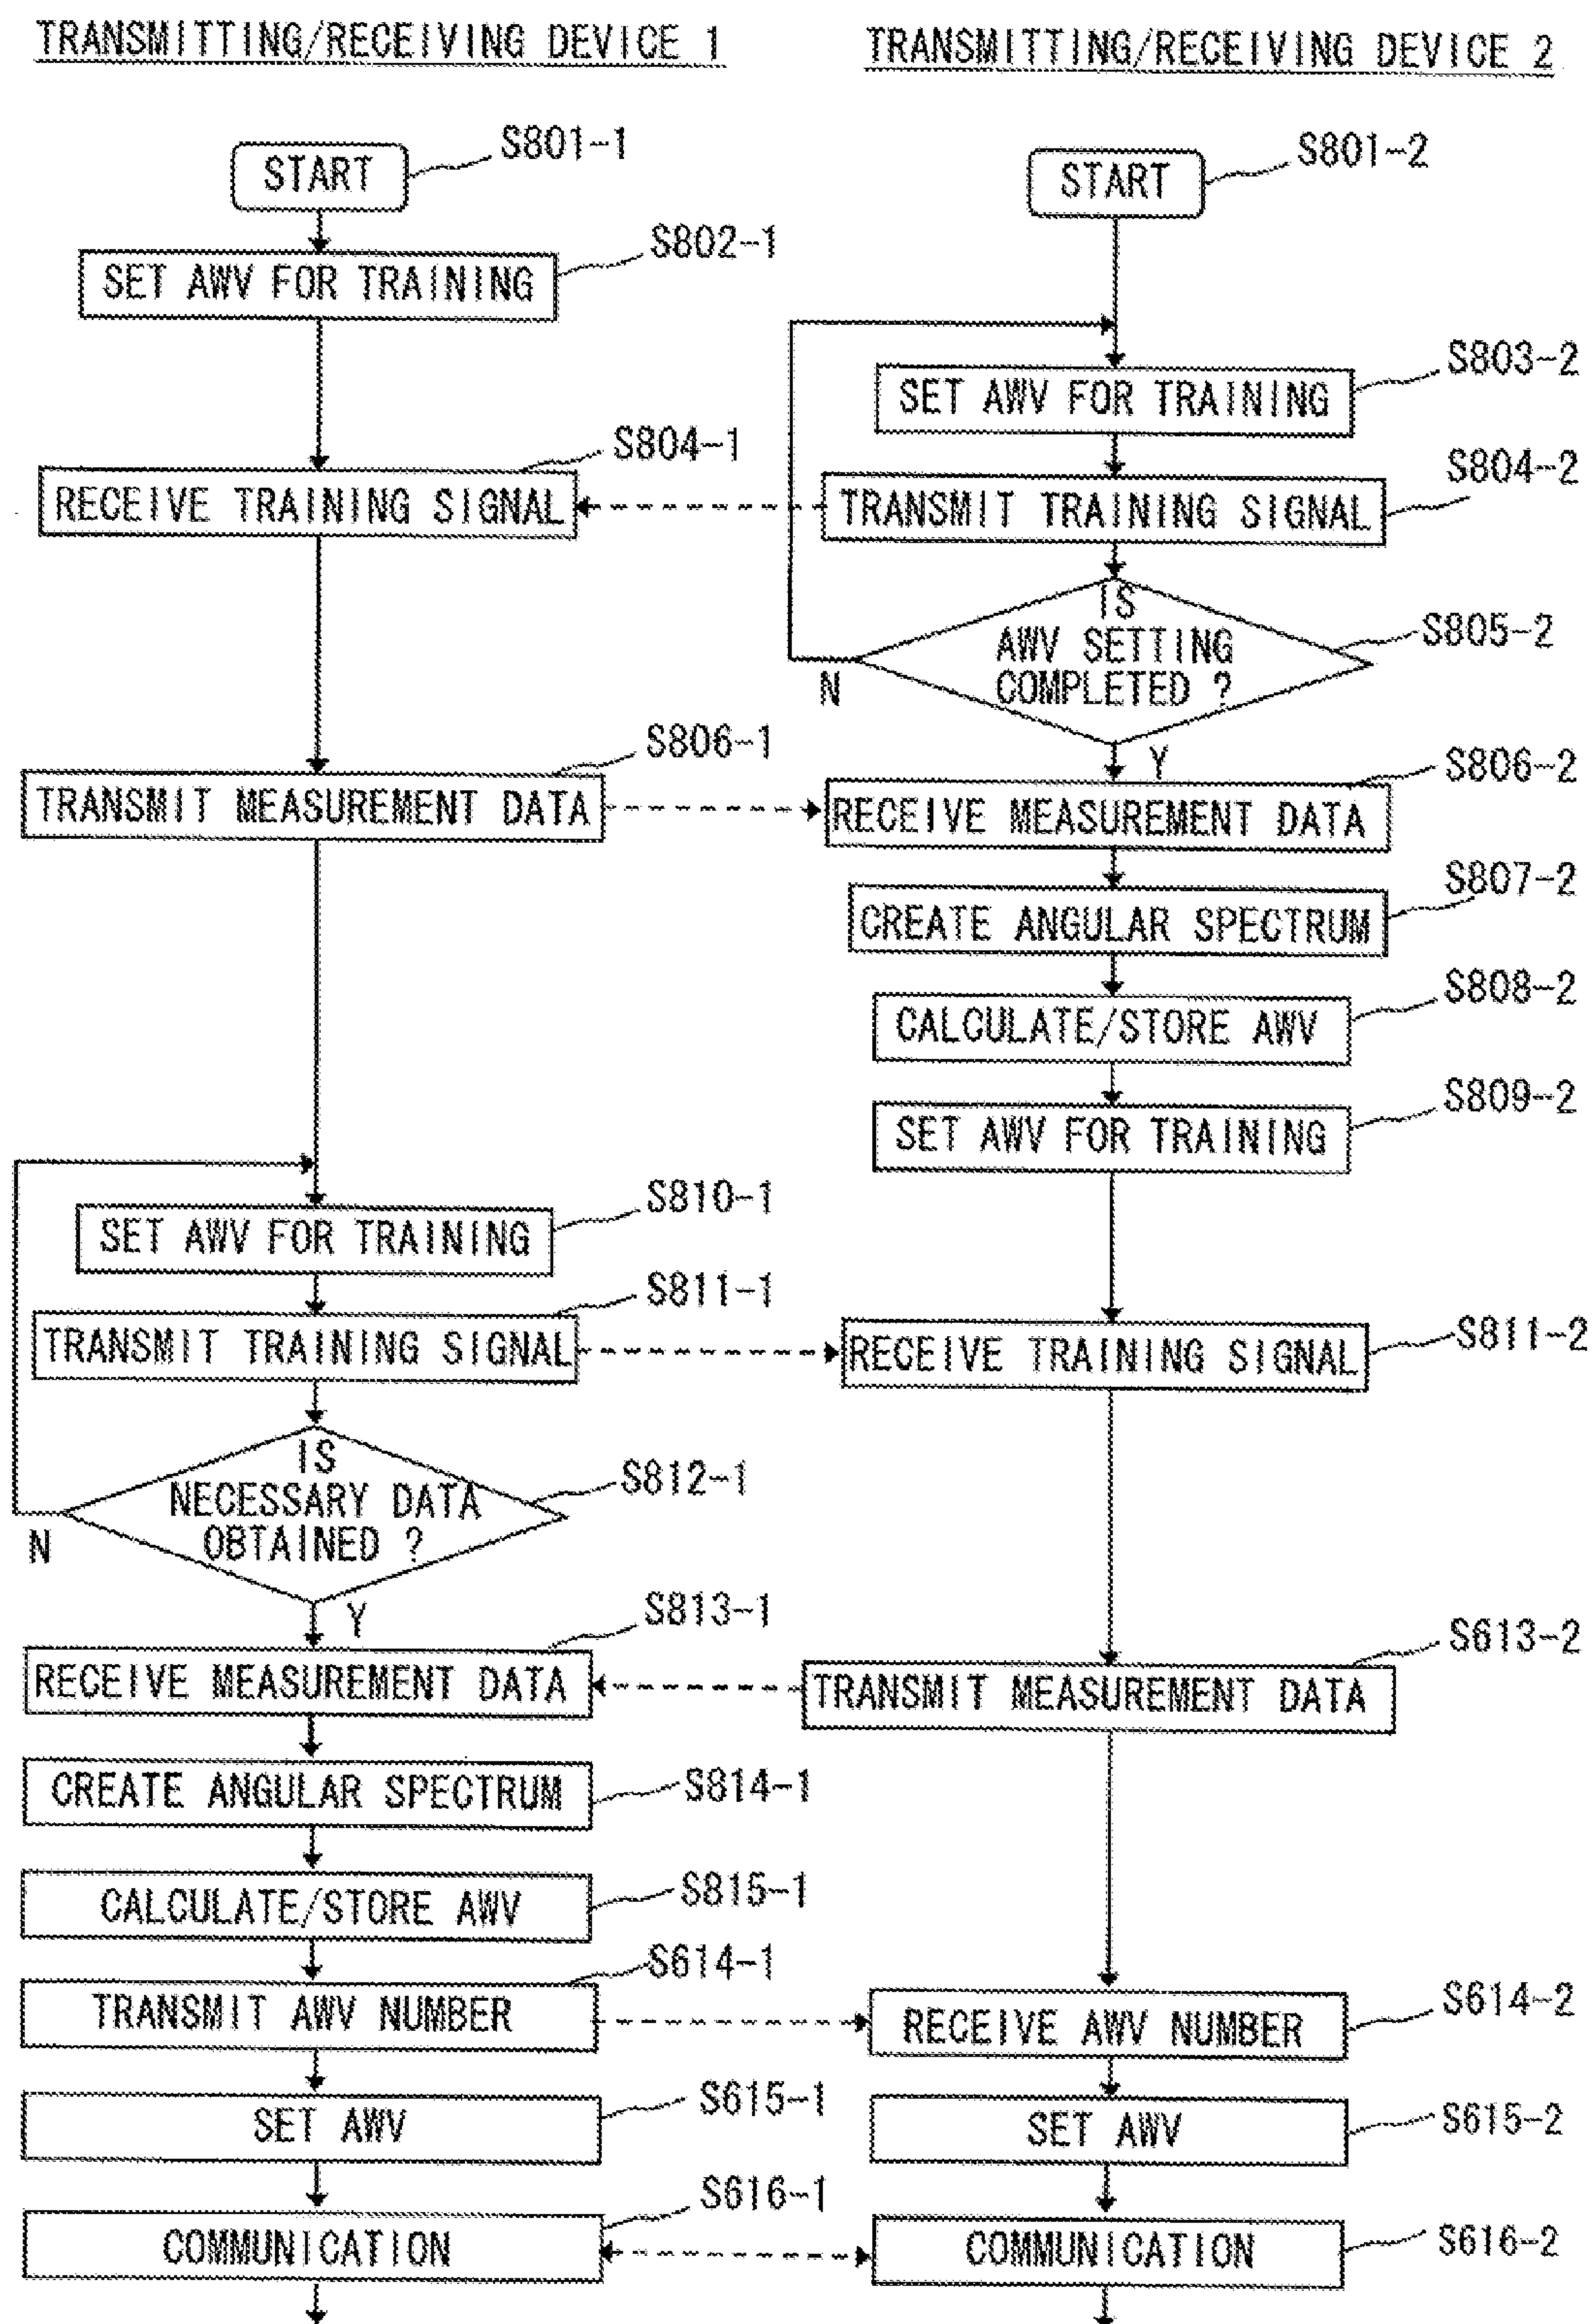 TRANSMITTING/RECEIVING DEVICE 1
TRANSMITTING/RECEIVING DEVICE 2
START
S801-1
START
S801-2
SET AWV FOR TRAINING
S802-1
SET AWV FOR TRAINING
S803-2
RECEIVE TRAINING SIGNAL
S804-1
TRANSMIT TRAINING SIGNAL
S804-2
IS
AWV SETTING
COMPLETED ?
S805-2
N
Y
TRANSMIT MEASUREMENT DATA
S806-1
RECEIVE MEASUREMENT DATA
S806-2
CREATE ANGULAR SPECTRUM
S807-2
CALCULATE/STORE AWV
S808-2
SET AWV FOR TRAINING
S809-2
SET AWV FOR TRAINING
S810-1
TRANSMIT TRAINING SIGNAL
S811-1
RECEIVE TRAINING SIGNAL
S811-2
IS
NECESSARY DATA
OBTAINED ?
S812-1
N
Y
RECEIVE MEASUREMENT DATA
S813-1
TRANSMIT MEASUREMENT DATA
S613-2
CREATE ANGULAR SPECTRUM
S814-1
CALCULATE/STORE AWV
S815-1
TRANSMIT AWV NUMBER
S614-1
RECEIVE AWV NUMBER
S614-2
SET AWV
S615-1
SET AWV
S615-2
COMMUNICATION
S616-1
COMMUNICATION
S616-2